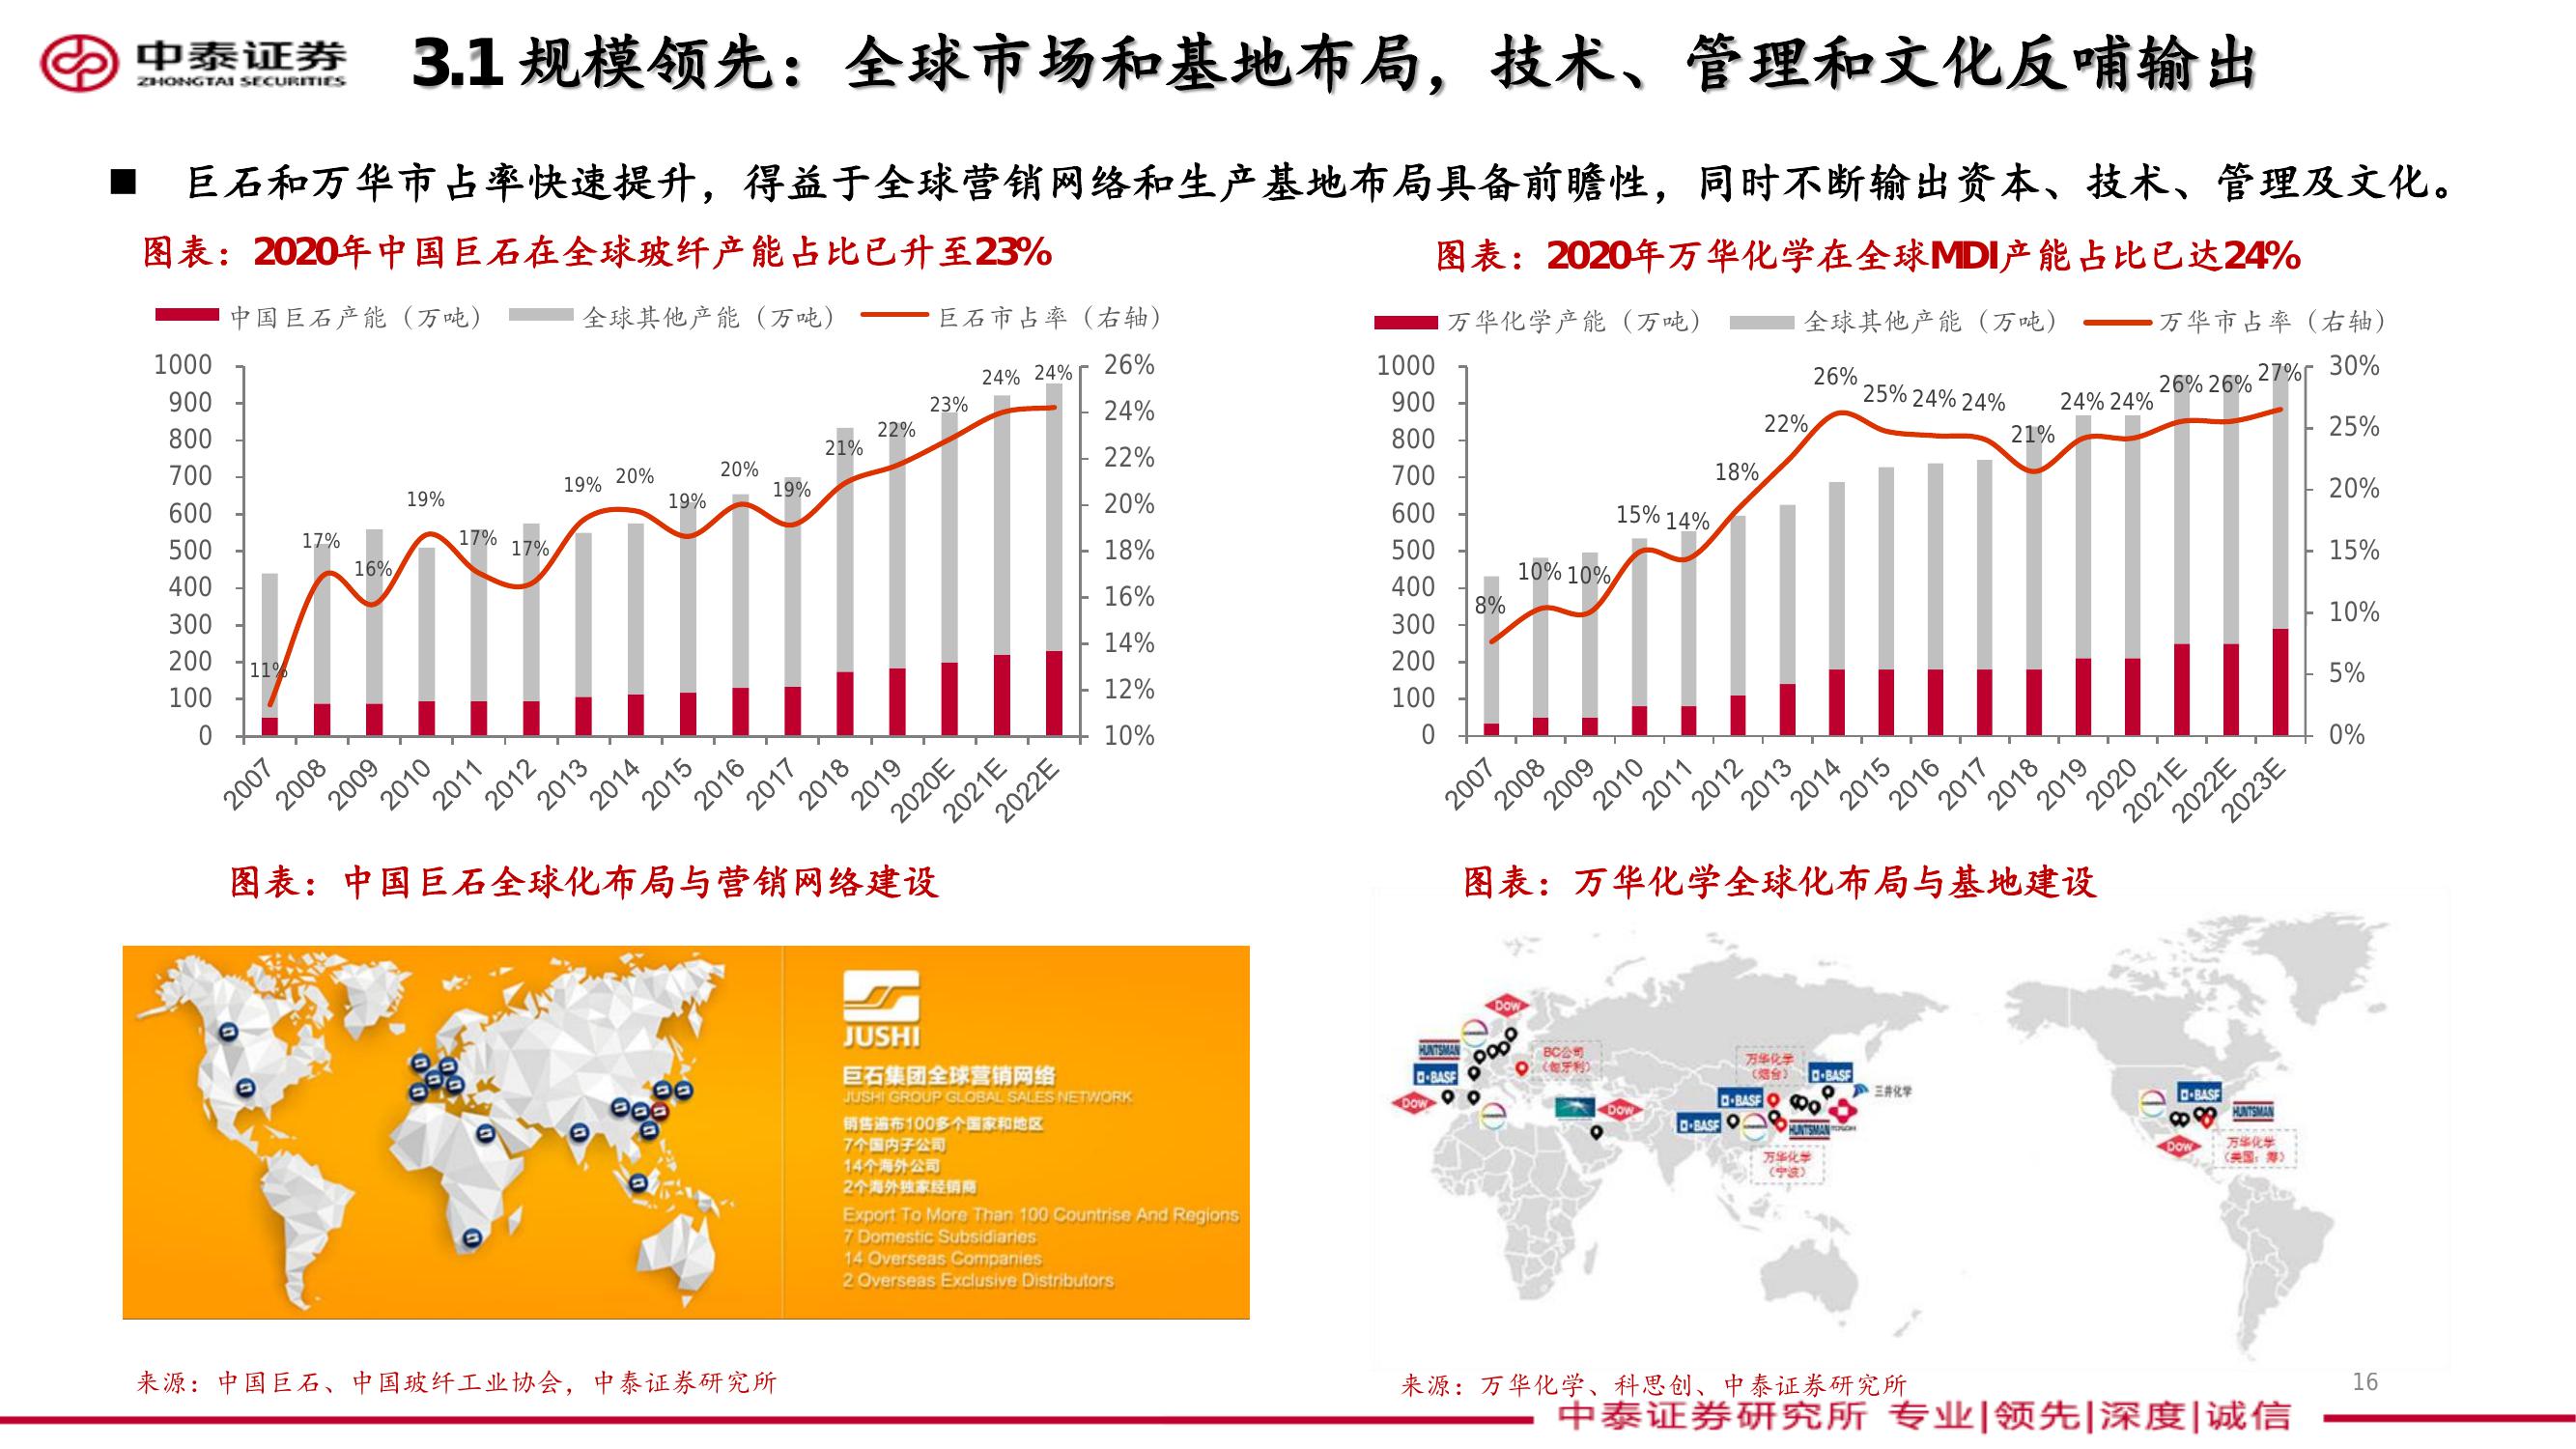 中泰证券
ZHONGTAI SECURITIES
3.1 规模领先：全球市场和基地布局，技术、管理和文化反哺输出
■ 巨石和万华市占率快速提升，得益于全球营销网络和生产基地布局具备前瞻性，同时不断输出资本、技术、管理及文化。
图表：2020年中国巨石在全球玻纤产能占比已升至23%
中国巨石产能（万吨） 全球其他产能（万吨） 巨石市占率（右轴）
1000 900 800 700 600 500 400 300 200 100 0
11% 17% 16% 19% 17% 17% 19% 20% 19% 20% 19% 21% 22% 23% 24% 24%
26% 24% 22% 20% 18% 16% 14% 12% 10%
2007 2008 2009 2010 2011 2012 2013 2014 2015 2016 2017 2018 2019 2020E 2021E 2022E
图表：2020年万华化学在全球MDI产能占比已达24%
万华化学产能（万吨） 全球其他产能（万吨） 万华市占率（右轴）
1000 900 800 700 600 500 400 300 200 100 0
8% 10% 10% 15% 14% 18% 22% 26% 25% 24% 24% 21% 24% 24% 26% 26% 27%
30% 25% 20% 15% 10% 5% 0%
2007 2008 2009 2010 2011 2012 2013 2014 2015 2016 2017 2018 2019 2020 2021E 2022E 2023E
图表：中国巨石全球化布局与营销网络建设
JUSHI
巨石集团全球营销网络
JUSHI GROUP GLOBAL SALES NETWORK
销售遍布100多个国家和地区
7个国内子公司
14个海外公司
2个海外独家经销商
Export To More Than 100 Countrise And Regions
7 Domestic Subsidiaries
14 Overseas Companies
2 Overseas Exclusive Distributors
图表：万华化学全球化布局与基地建设
Dow
HUNTSMAN
BASF
Dow
BC公司
（匈牙利）
Dow
万华化学
（烟台）
BASF
三井化学
BASF
BASF
HUNTSMAN
万华化学
（宁波）
BASF
HUNTSMAN
Dow
万华化学
来源：中国巨石、中国玻纤工业协会，中泰证券研究所
来源：万华化学、科思创、中泰证券研究所
16
中泰证券研究所 专业|领先|深度|诚信